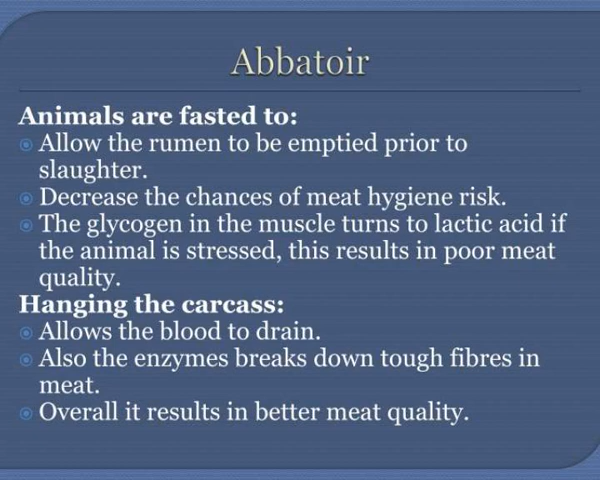 Abbatoir
Animals are fasted to:
Allow the rumen to be emptied prior to
slaughter.
Decrease the chances of meat hygiene risk.
The glycogen in the muscle turns to lactic acid if
the animal is stressed, this results in poor meat
quality.
Hanging the carcass:
Allows the blood to drain.
Also the enzymes breaks down tough fibres in
meat.
Overall it results in better meat quality.